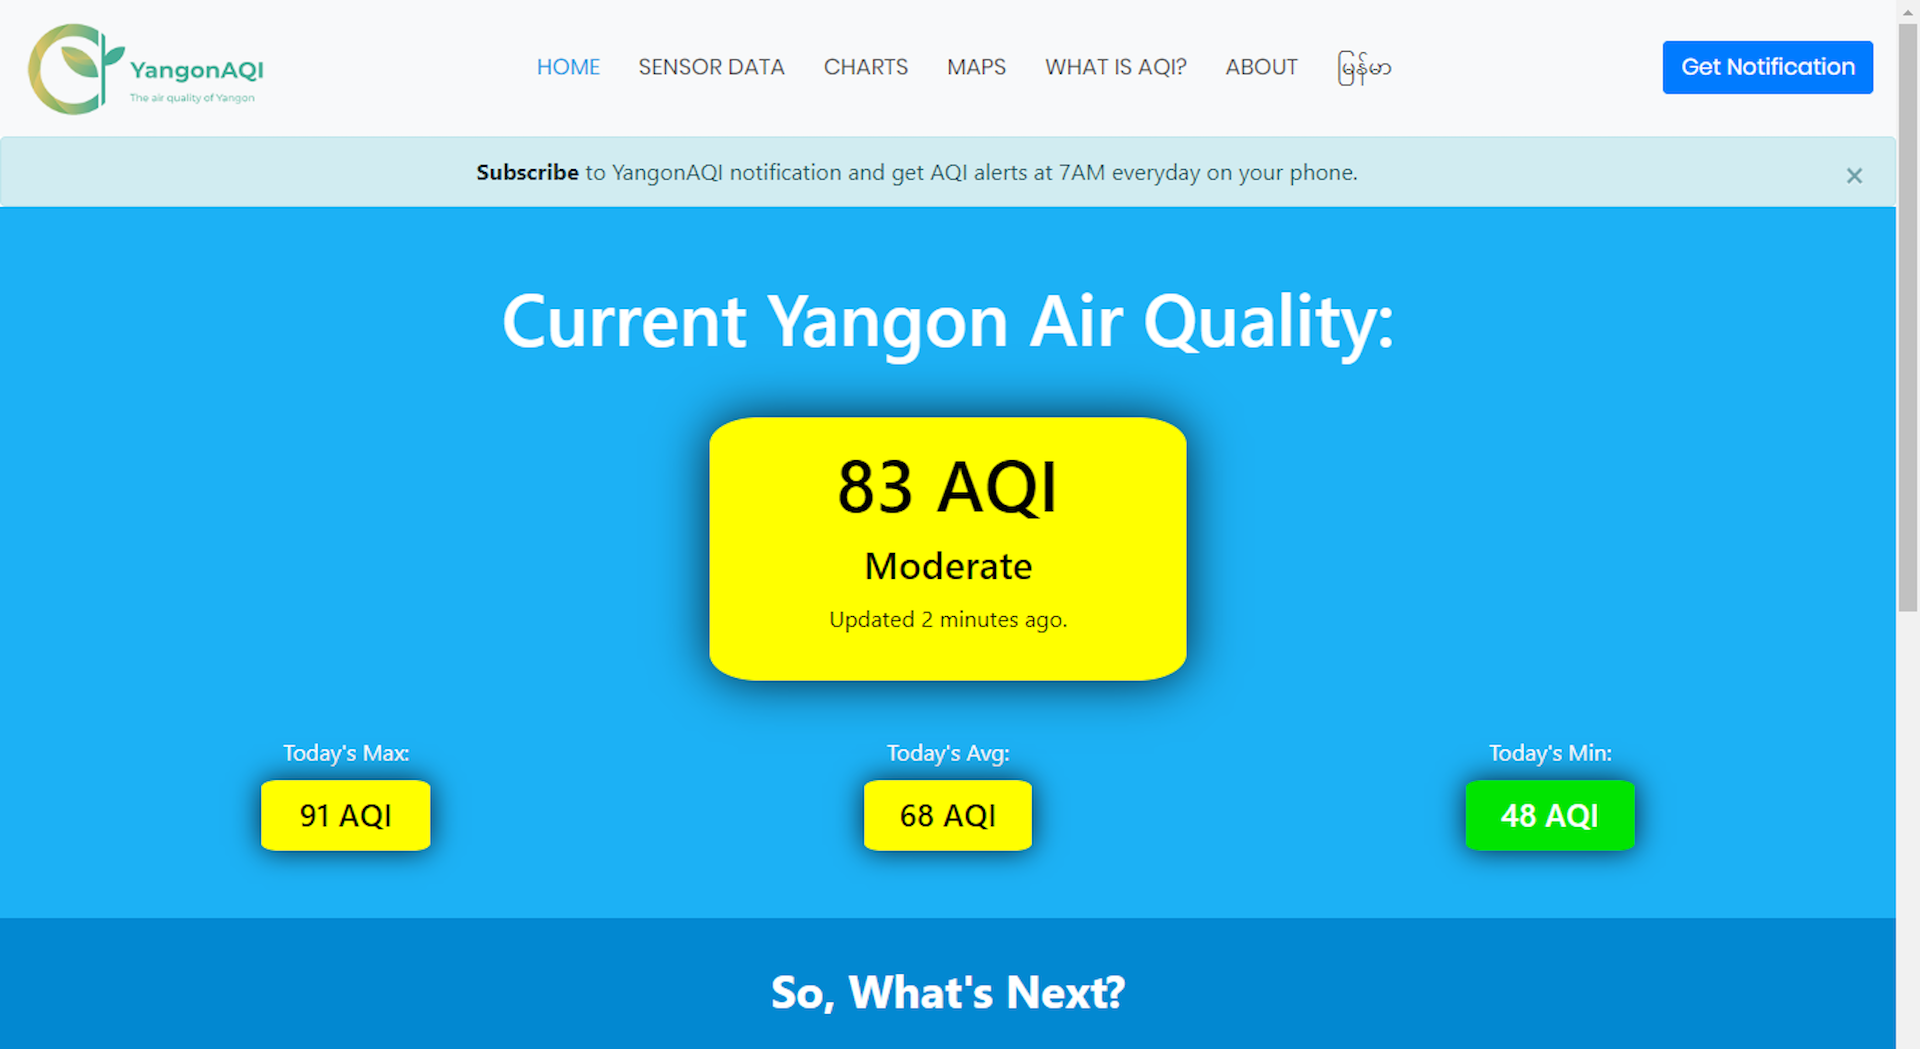 YangonAQI
The air quality of Yangon
HOME SENSOR DATA CHARTS MAPS WHAT IS AQI? ABOUT မြန်မာ
Get Notification
Subscribe to YangonAQI notification and get AQI alerts at 7AM everyday on your phone. ×
Current Yangon Air Quality:
83 AQI
Moderate
Updated 2 minutes ago.
Today's Max:
91 AQI
Today's Avg:
68 AQI
Today's Min:
48 AQI
So, What's Next?